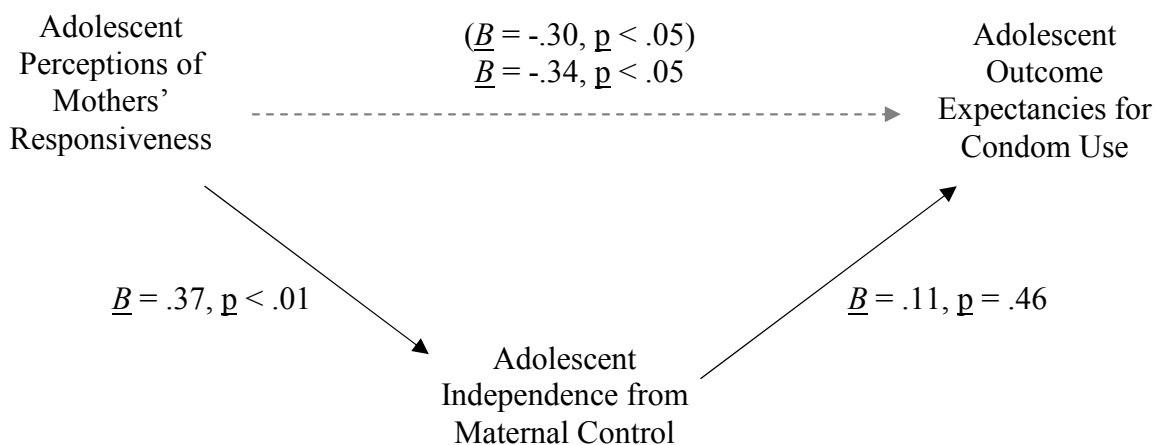 Adolescent
Perceptions of
Mothers’
Responsiveness
(B = -.30, p < .05)
B = -.34, p < .05
Adolescent
Outcome
Expectancies for
Condom Use
B = .37, p < .01
B = .11, p = .46
Adolescent
Independence from
Maternal Control